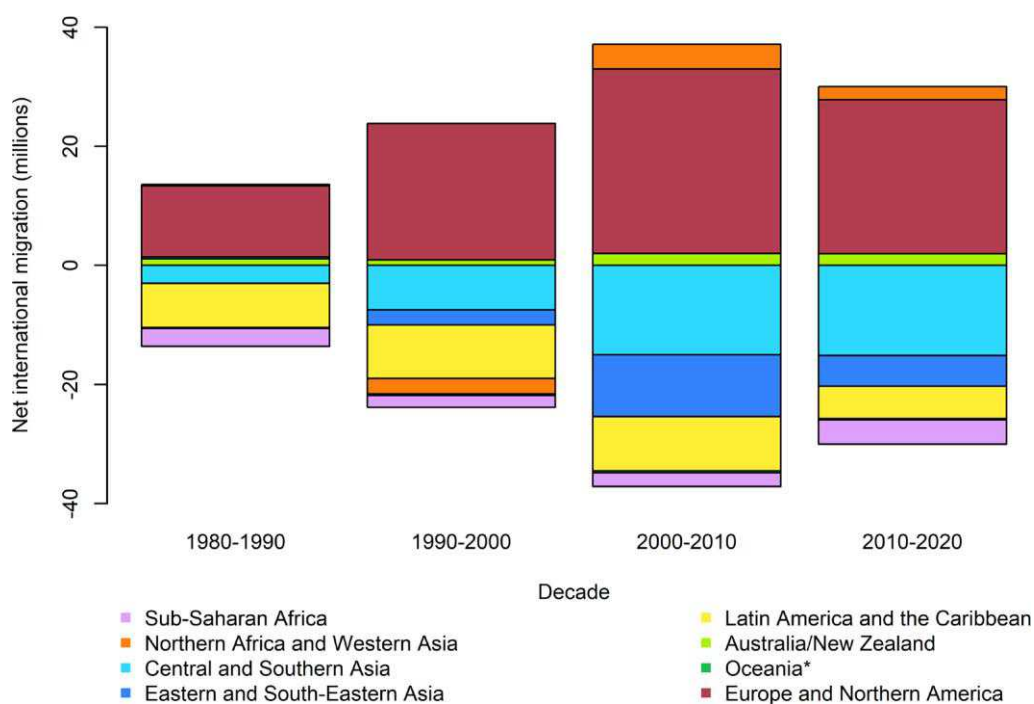 Net international migration (millions)
40
20
0
-20
-40
1980-1990
1990-2000
2000-2010
2010-2020
Decade
Sub-Saharan Africa
Northern Africa and Western Asia
Central and Southern Asia
Eastern and South-Eastern Asia
Latin America and the Caribbean
Australia/New Zealand
Oceania*
Europe and Northern America